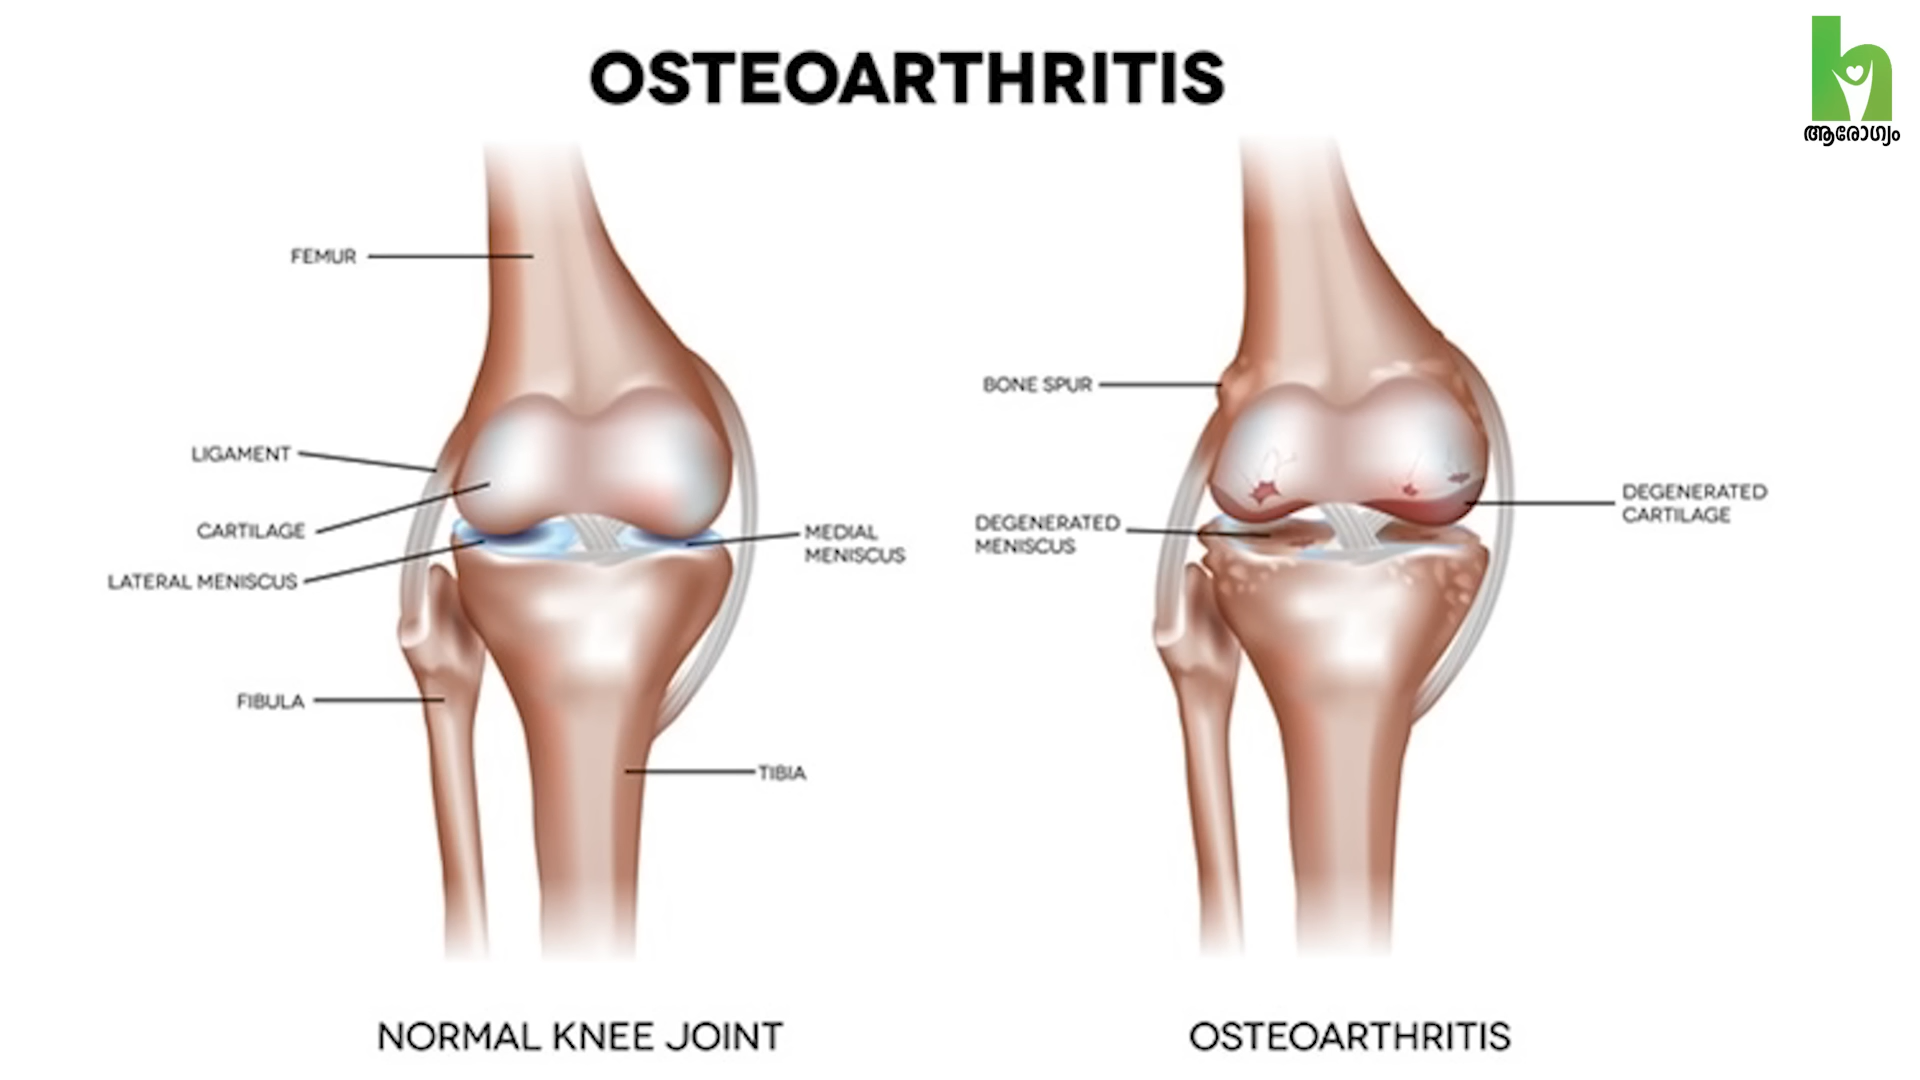 OSTEOARTHRITIS
ആരോഗ്യം
FEMUR
LIGAMENT
CARTILAGE
LATERAL MENISCUS
MEDIAL
MENISCUS
FIBULA
TIBIA
NORMAL KNEE JOINT
BONE SPUR
DEGENERATED
MENISCUS
DEGENERATED
CARTILAGE
OSTEOARTHRITIS